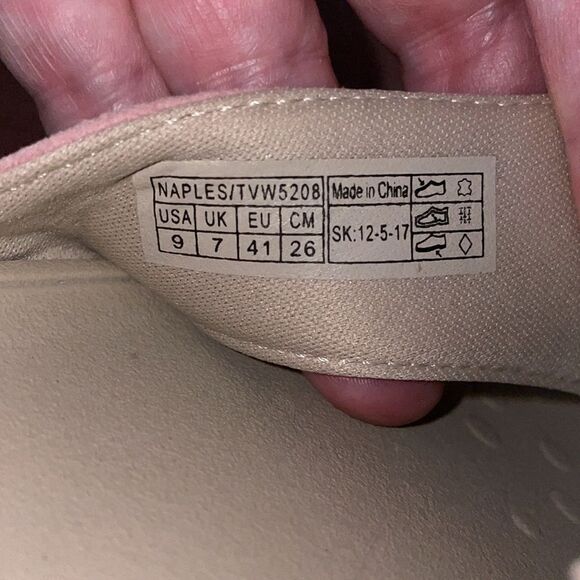 NAPLES/TVW5208 Made in China
USA UK EU CM
9 7 41 26
SK:12-5-17